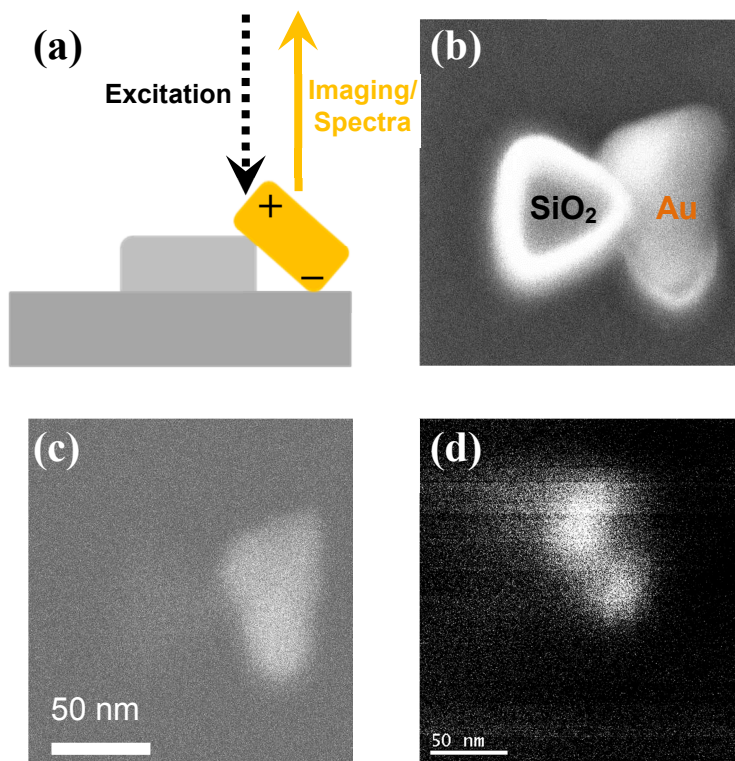 (a)
Excitation
Imaging/
Spectra
+
−
(b)
SiO₂
Au
(c)
50 nm
(d)
50 nm